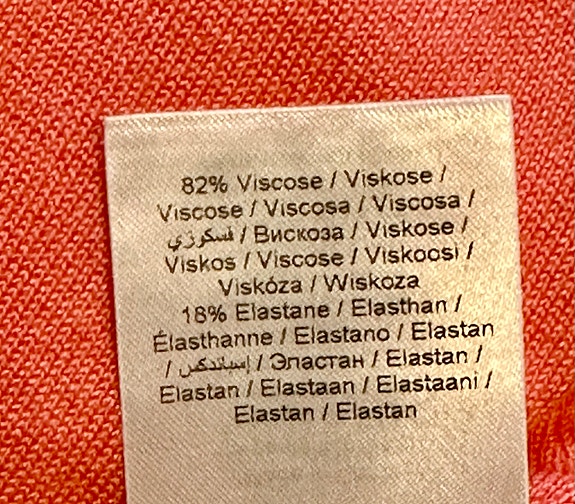 82% Viscose / Viskose /
Viscose / Viscosa / Viscosa /
فسكوزي / Вискоза / Viskose /
Viskos / Viscose / Viskoosi /
Viskóza / Wiskoza
18% Elastane / Elasthan /
Élasthanne / Elastano / Elastan
/ إسباندكس / Эластан / Elastan /
Elastan / Elastaan / Elastaani /
Elastan / Elastan